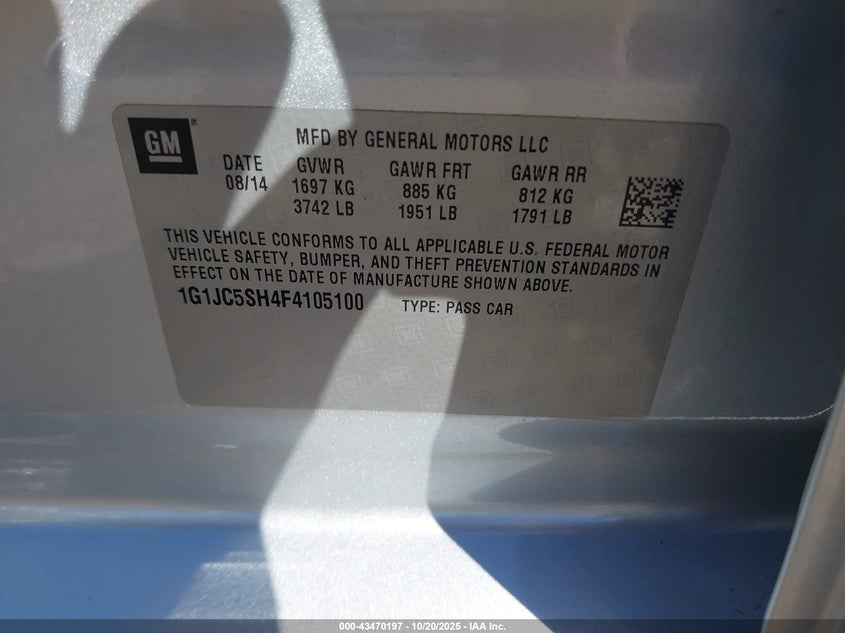 GM ®
MFD BY GENERAL MOTORS LLC
DATE GVWR GAWR FRT GAWR RR
08/14 1697 KG 885 KG 812 KG
3742 LB 1951 LB 1791 LB
THIS VEHICLE CONFORMS TO ALL APPLICABLE U.S. FEDERAL MOTOR
VEHICLE SAFETY, BUMPER, AND THEFT PREVENTION STANDARDS IN
EFFECT ON THE DATE OF MANUFACTURE SHOWN ABOVE.
1G1JC5SH4F4105100 TYPE: PASS CAR
000-43470197 - 10/20/2025 - IAA Inc.